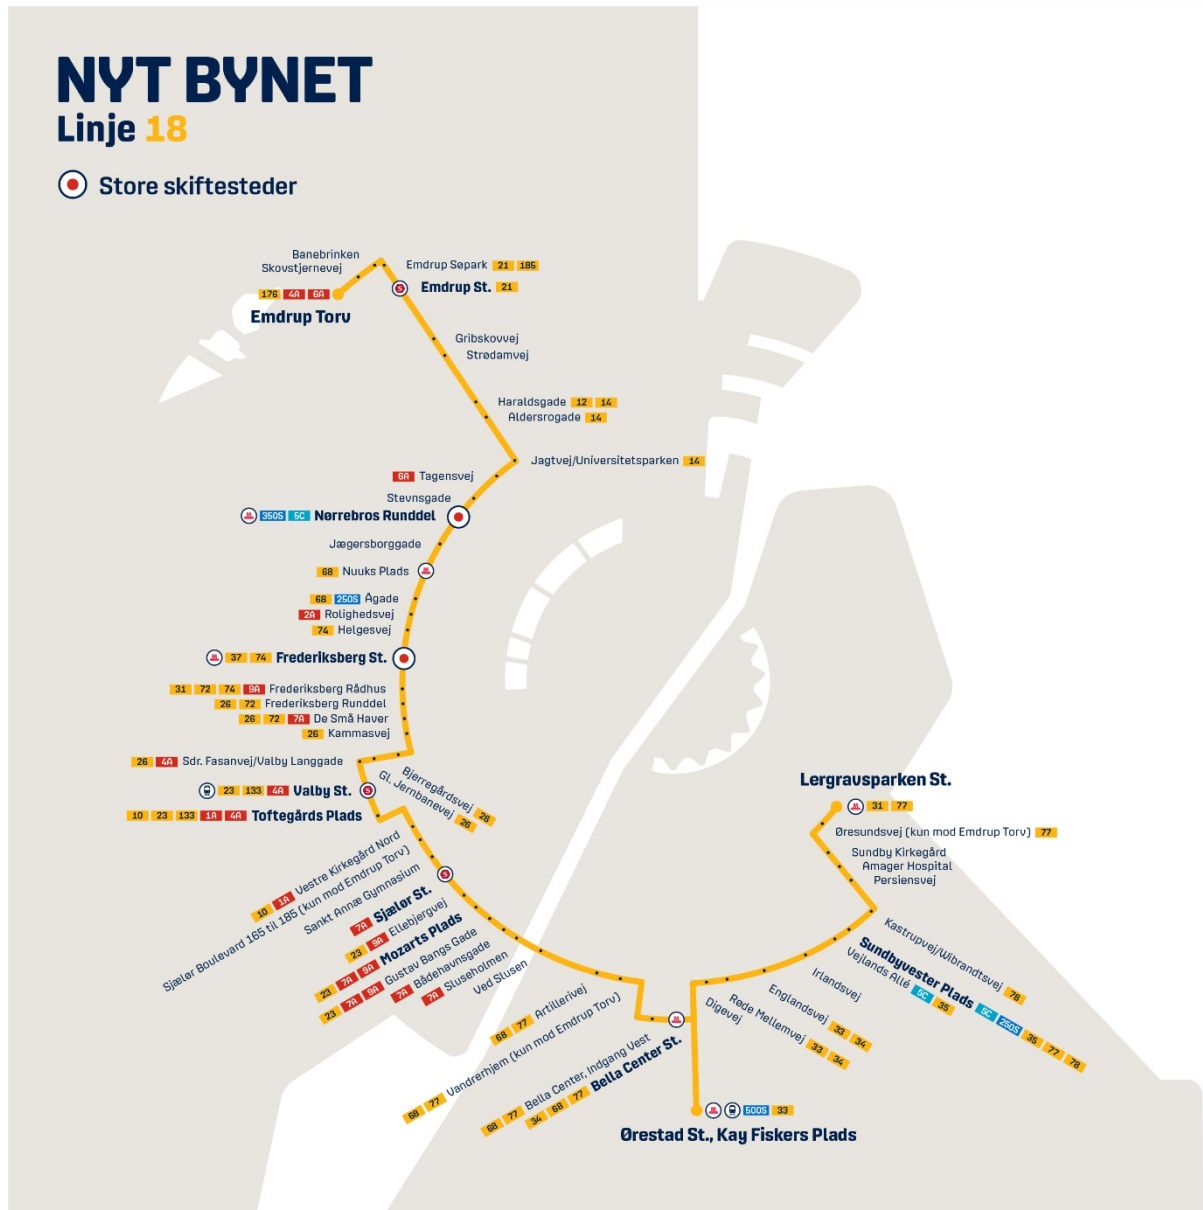 NYT BYNET
Linje 18
Store skiftesteder
Banebrinken
Skovstjernevej
176 4A 6A
Emdrup Torv
Emdrup Søpark 21 185
S Emdrup St. 21
Gribskovvej
Strødamvej
Haraldsgade 12 14
Aldersrogade 14
Jagtvej/Universitetsparken 14
6A Tagensvej
Stevnsgade
350S 5C Nørrebros Runddel
Jægersborggade
68 Nuuks Plads
68 250S Ågade
2A Rolighedsvej
74 Helgesvej
37 74 Frederiksberg St.
31 72 74 9A Frederiksberg Rådhus
26 72 Frederiksberg Runddel
26 72 7A De Små Haver
26 Kammasvej
26 4A Sdr. Fasanvej/Valby Langgade
23 133 4A Valby St. S
10 23 133 1A 4A Toftegårds Plads
Bjerregårdsvej 26
Gl. Jernbanevej 26
10 1A Vestre Kirkegård Nord
Sjælør Boulevard 165 til 185 (kun mod Emdrup Torv)
Sankt Annæ Gymnasium
7A Sjælør St. S
23 9A Ellebjergvej
23 7A 9A Mozarts Plads
23 7A 9A Gustav Bangs Gade
7A Bådehavnsgade
7A Sluseholmen
Ved Slusen
68 77 Artillerivej
68 77 Vandrerhjem (kun mod Emdrup Torv)
68 77 Bella Center, Indgang Vest
34 68 77 Bella Center St.
500S 33
Ørestad St., Kay Fiskers Plads
Digevej
Røde Mellemvej 33 34
Englandsvej 33 34
Irlandsvej
Vejlands Allé 5C 35
Sundbyvester Plads 5C 250S 35 77 78
Kastrupvej/Wibrandtsvej 78
Persiensvej
Amager Hospital
Sundby Kirkegård
Øresundsvej (kun mod Emdrup Torv) 77
31 77
Lergravsparken St.